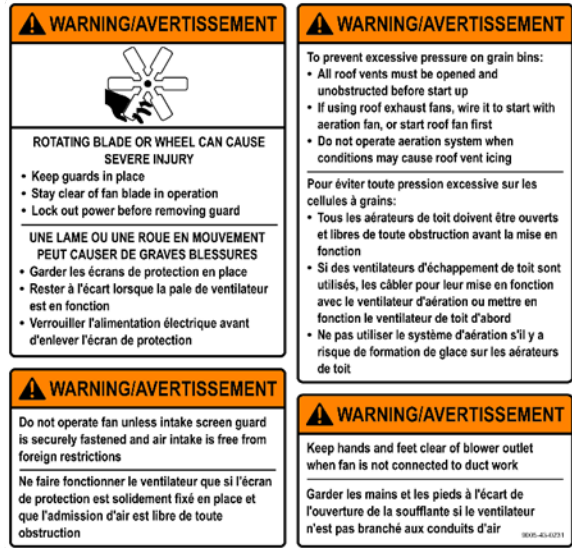 WARNING/AVERTISSEMENT
ROTATING BLADE OR WHEEL CAN CAUSE
SEVERE INJURY
• Keep guards in place
• Stay clear of fan blade in operation
• Lock out power before removing guard
UNE LAME OU UNE ROUE EN MOUVEMENT
PEUT CAUSER DE GRAVES BLESSURES
• Garder les écrans de protection en place
• Rester à l'écart lorsque la pale de ventilateur
est en fonction
• Verrouiller l'alimentation électrique avant
d'enlever l'écran de protection
WARNING/AVERTISSEMENT
Do not operate fan unless intake screen guard
is securely fastened and air intake is free from
foreign restrictions
Ne faire fonctionner le ventilateur que si l'écran
de protection est solidement fixé en place et
que l'admission d'air est libre de toute
obstruction
WARNING/AVERTISSEMENT
To prevent excessive pressure on grain bins:
• All roof vents must be opened and
unobstructed before start up
• If using roof exhaust fans, wire it to start with
aeration fan, or start roof fan first
• Do not operate aeration system when
conditions may cause roof vent icing
Pour éviter toute pression excessive sur les
cellules à grains:
• Tous les aérateurs de toit doivent être ouverts
et libres de toute obstruction avant la mise en
fonction
• Si des ventilateurs d'échappement de toit sont
utilisés, les câbler pour leur mise en fonction
avec le ventilateur d'aération ou mettre en
fonction le ventilateur de toit d'abord
• Ne pas utiliser le système d'aération s'il y a
risque de formation de glace sur les aérateurs
de toit
WARNING/AVERTISSEMENT
Keep hands and feet clear of blower outlet
when fan is not connected to duct work
Garder les mains et les pieds à l'écart de
l'ouverture de la soufflante si le ventilateur
n'est pas branché aux conduits d'air